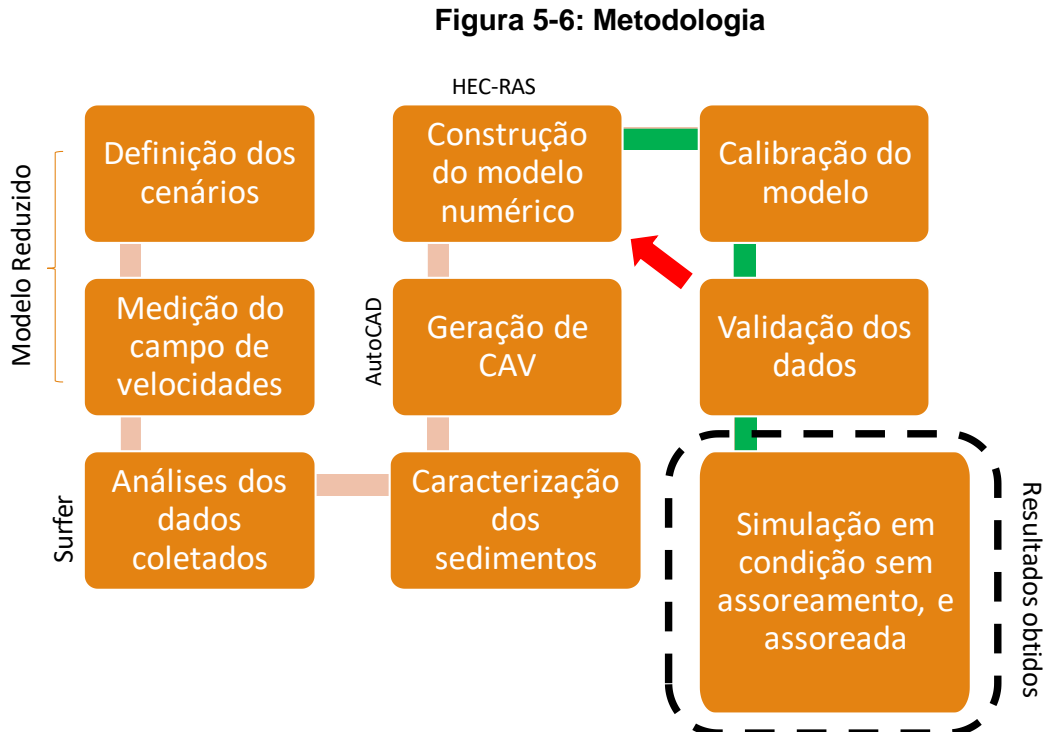 Figura 5-6: Metodologia
Modelo Reduzido
Definição dos
cenários
Medição do
campo de
velocidades
Surfer
Análises dos
dados
coletados
Caracterização
dos
sedimentos
AutoCAD
Geração de
CAV
HEC-RAS
Construção
do modelo
numérico
Calibração do
modelo
Validação dos
dados
Simulação em
condição sem
assoreamento, e
assoreada
Resultados obtidos